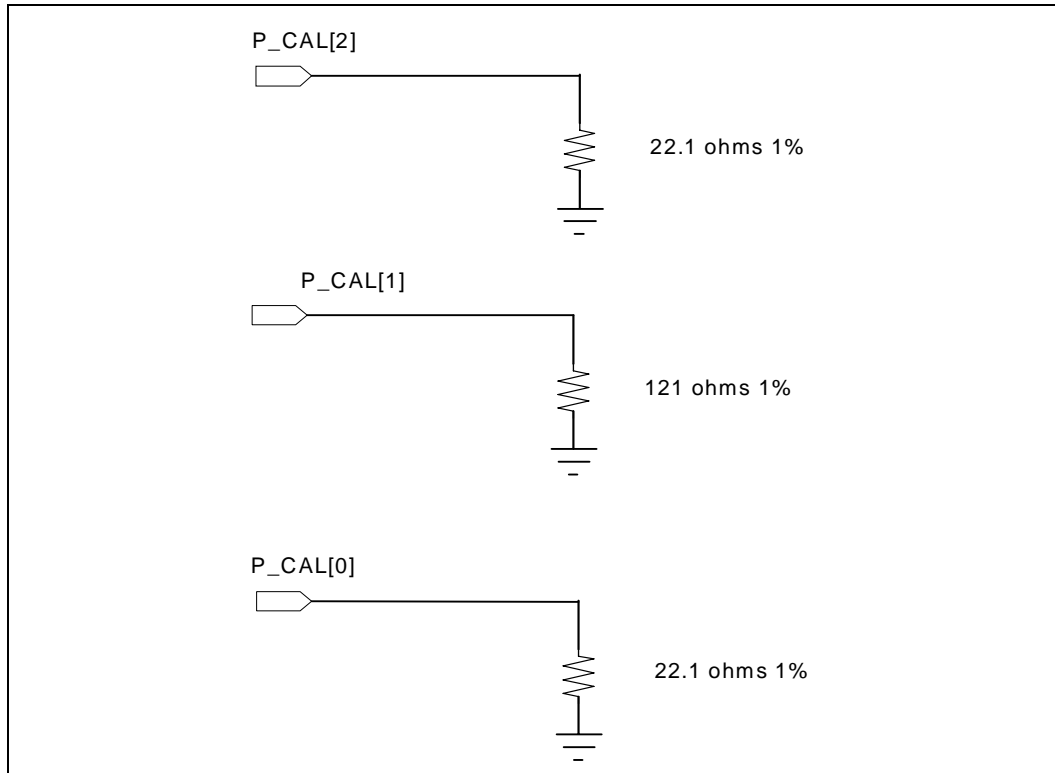 P_CAL[2]
22.1 ohms 1%
P_CAL[1]
121 ohms 1%
P_CAL[0]
22.1 ohms 1%